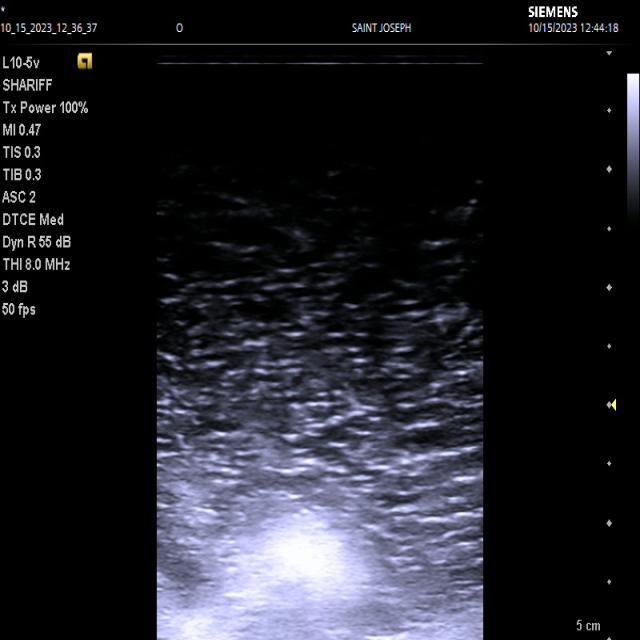 *
SIEMENS
10_15_2023_12_36_37 O SAINT JOSEPH 10/15/2023 12:44:18
L10-5v
SHARIFF
Tx Power 100%
MI 0.47
TIS 0.3
TIB 0.3
ASC 2
DTCE Med
Dyn R 55 dB
THI 8.0 MHz
3 dB
50 fps
5 cm